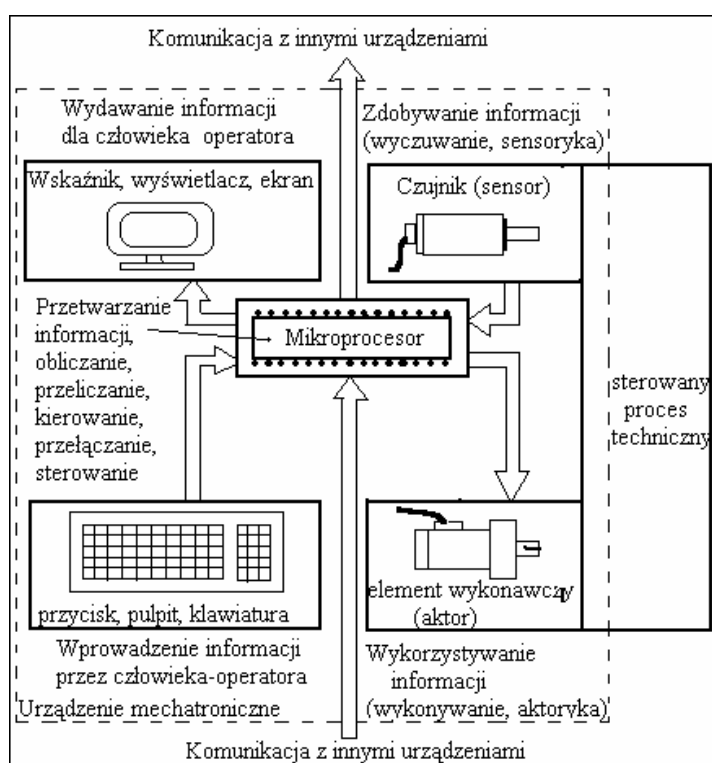 Komunikacja z innymi urządzeniami
Wydawanie informacji
dla człowieka operatora
Zdobywanie informacji
(wyczuwanie, sensoryka)
Wskaźnik, wyświetlacz, ekran
Czujnik (sensor)
Przetwarzanie
informacji,
obliczanie,
przeliczanie,
kierowanie,
przełączanie,
sterowanie
Mikroprocesor
sterowany
proces
techniczny
przycisk, pulpit, klawiatura
element wykonawczy
(aktor)
Wprowadzenie informacji
przez człowieka-operatora
Wykorzystywanie
informacji
(wykonywanie, aktoryka)
Urządzenie mechatroniczne
Komunikacja z innymi urządzeniami